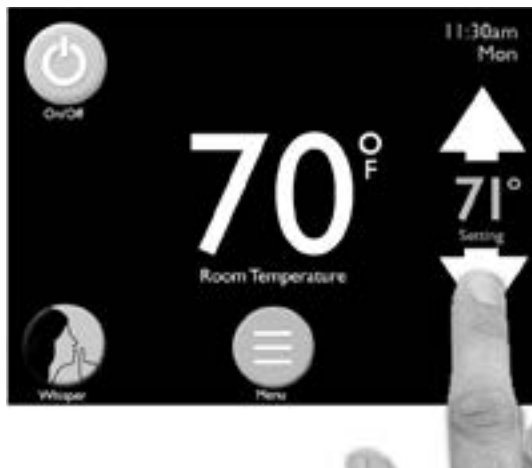 11:30am
Mon
On/Off
70°F
Room Temperature
71°
Setting
Whisper
Menu